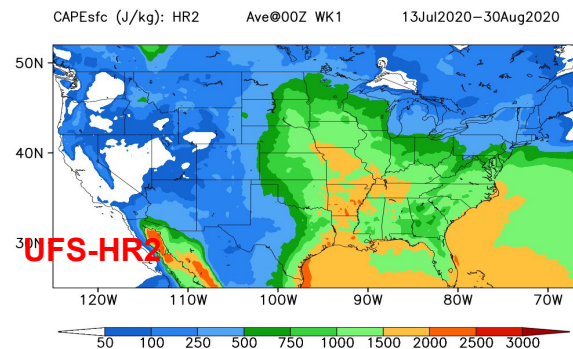 CAPEsfc (J/kg): HR2 Ave@00Z WK1 13Jul2020-30Aug2020
50N
40N
30N
UFS-HR2
120W 110W 100W 90W 80W 70W
50 100 250 500 750 1000 1500 2000 2500 3000